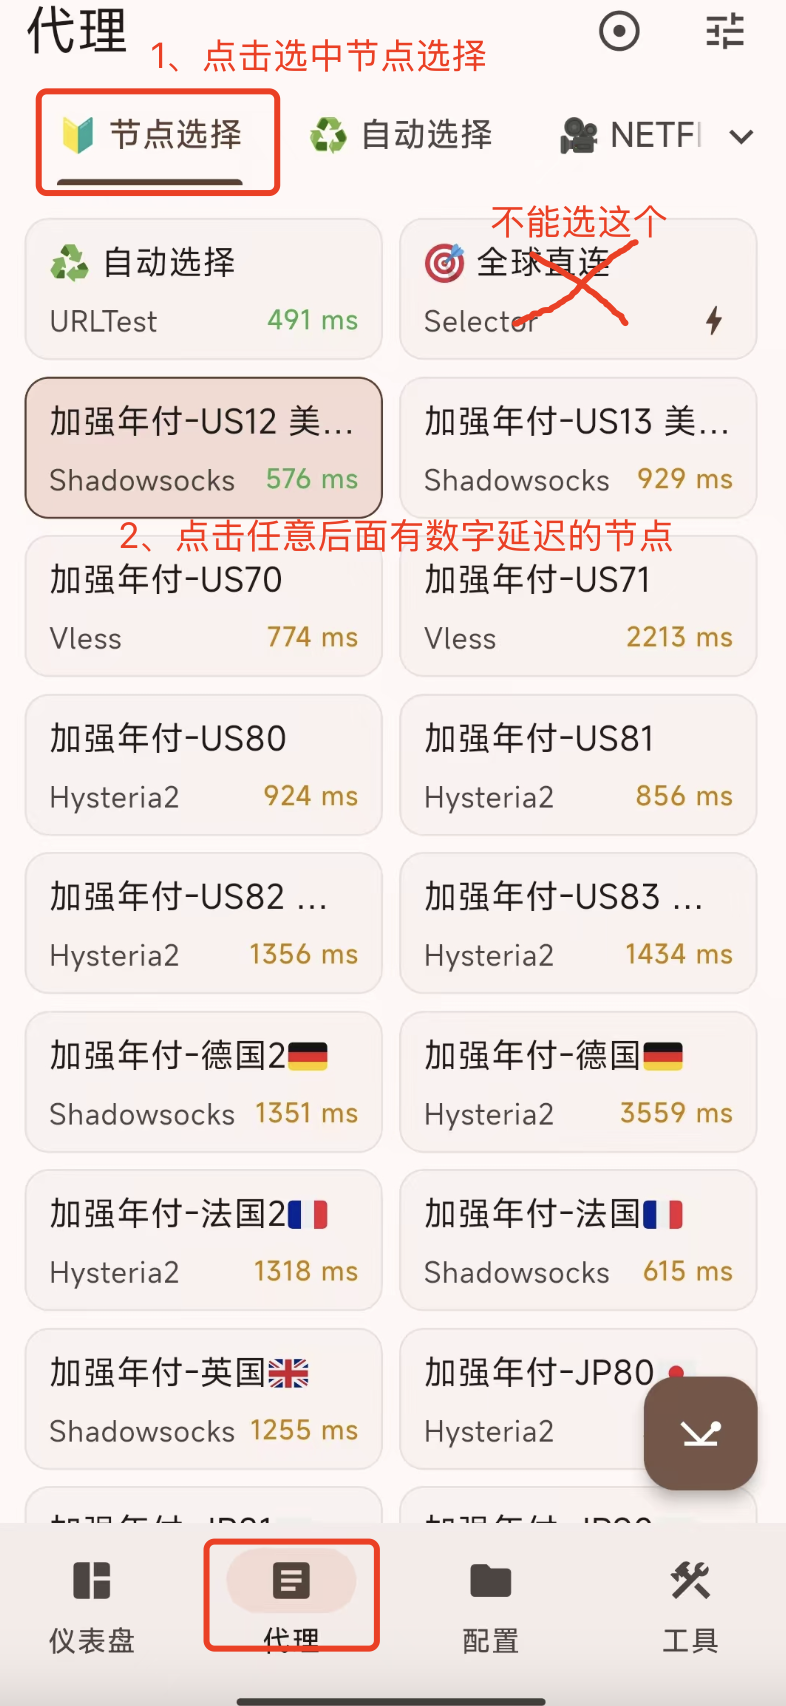 代理
1、点击选中节点选择
节点选择
自动选择
NETF
不能选这个
自动选择
全球直连
URLTest 491 ms
Selector
加强年付-US12 美...
加强年付-US13 美...
Shadowsocks 576 ms
Shadowsocks 929 ms
2、点击任意后面有数字延迟的节点
加强年付-US70
加强年付-US71
Vless 774 ms
Vless 2213 ms
加强年付-US80
加强年付-US81
Hysteria2 924 ms
Hysteria2 856 ms
加强年付-US82 ...
加强年付-US83 ...
Hysteria2 1356 ms
Hysteria2 1434 ms
加强年付-德国2
加强年付-德国
Shadowsocks 1351 ms
Hysteria2 3559 ms
加强年付-法国2
加强年付-法国
Hysteria2 1318 ms
Shadowsocks 615 ms
加强年付-英国
加强年付-JP80
Shadowsocks 1255 ms
Hysteria2
仪表盘
代理
配置
工具